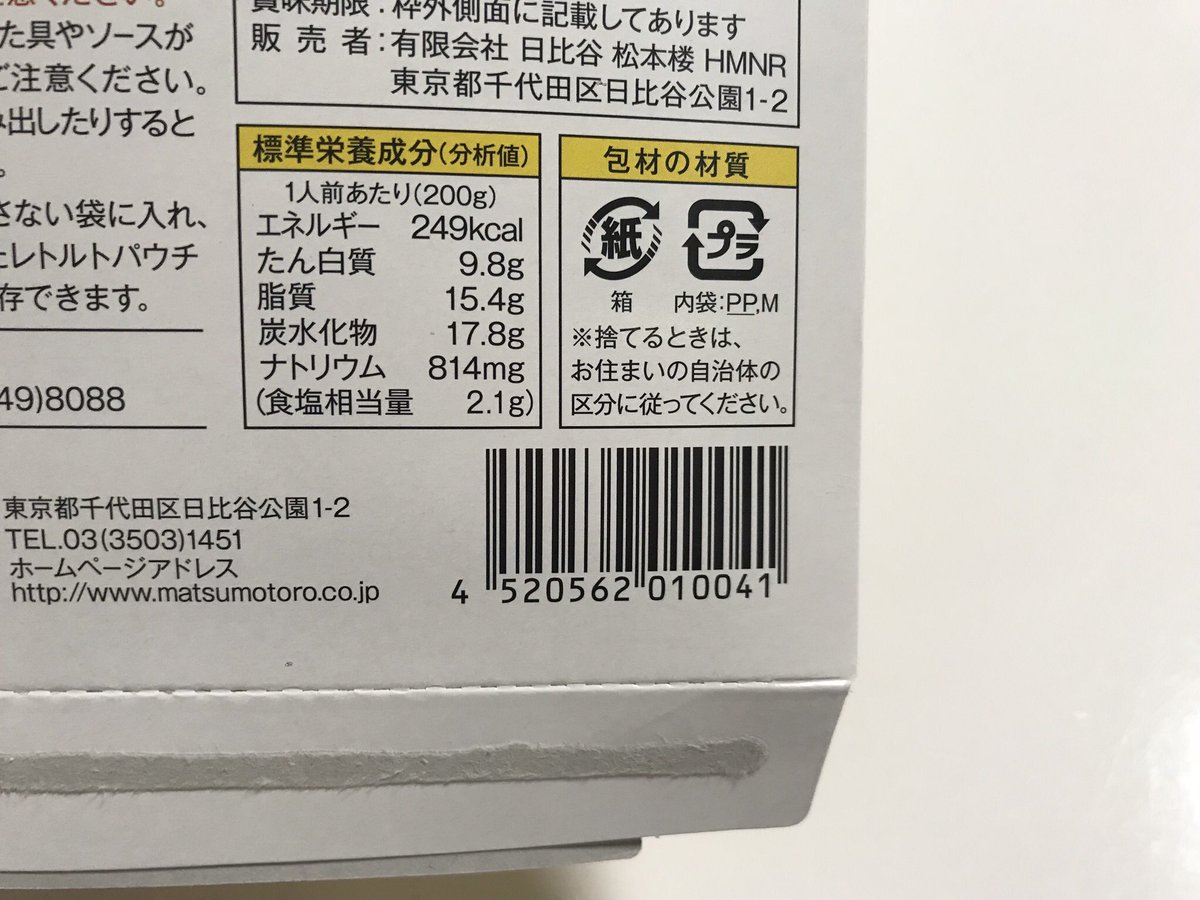 意ください。
た具やソースが
ご注意ください。
み出したりすると
。
さない袋に入れ、
たレトルトパウチ
存できます。
49)8088
賞味期限：枠外側面に記載してあります
販売者：有限会社 日比谷 松本楼 HMNR
東京都千代田区日比谷公園1-2
標準栄養成分(分析値)
1人前あたり(200g)
エネルギー 249kcal
たん白質 9.8g
脂質 15.4g
炭水化物 17.8g
ナトリウム 814mg
(食塩相当量 2.1g)
包材の材質
紙 プラ
箱 内袋:PP,M
※捨てるときは、
お住まいの自治体の
区分に従ってください。
東京都千代田区日比谷公園1-2
TEL.03(3503)1451
ホームページアドレス
http://www.matsumotoro.co.jp
4 520562 010041